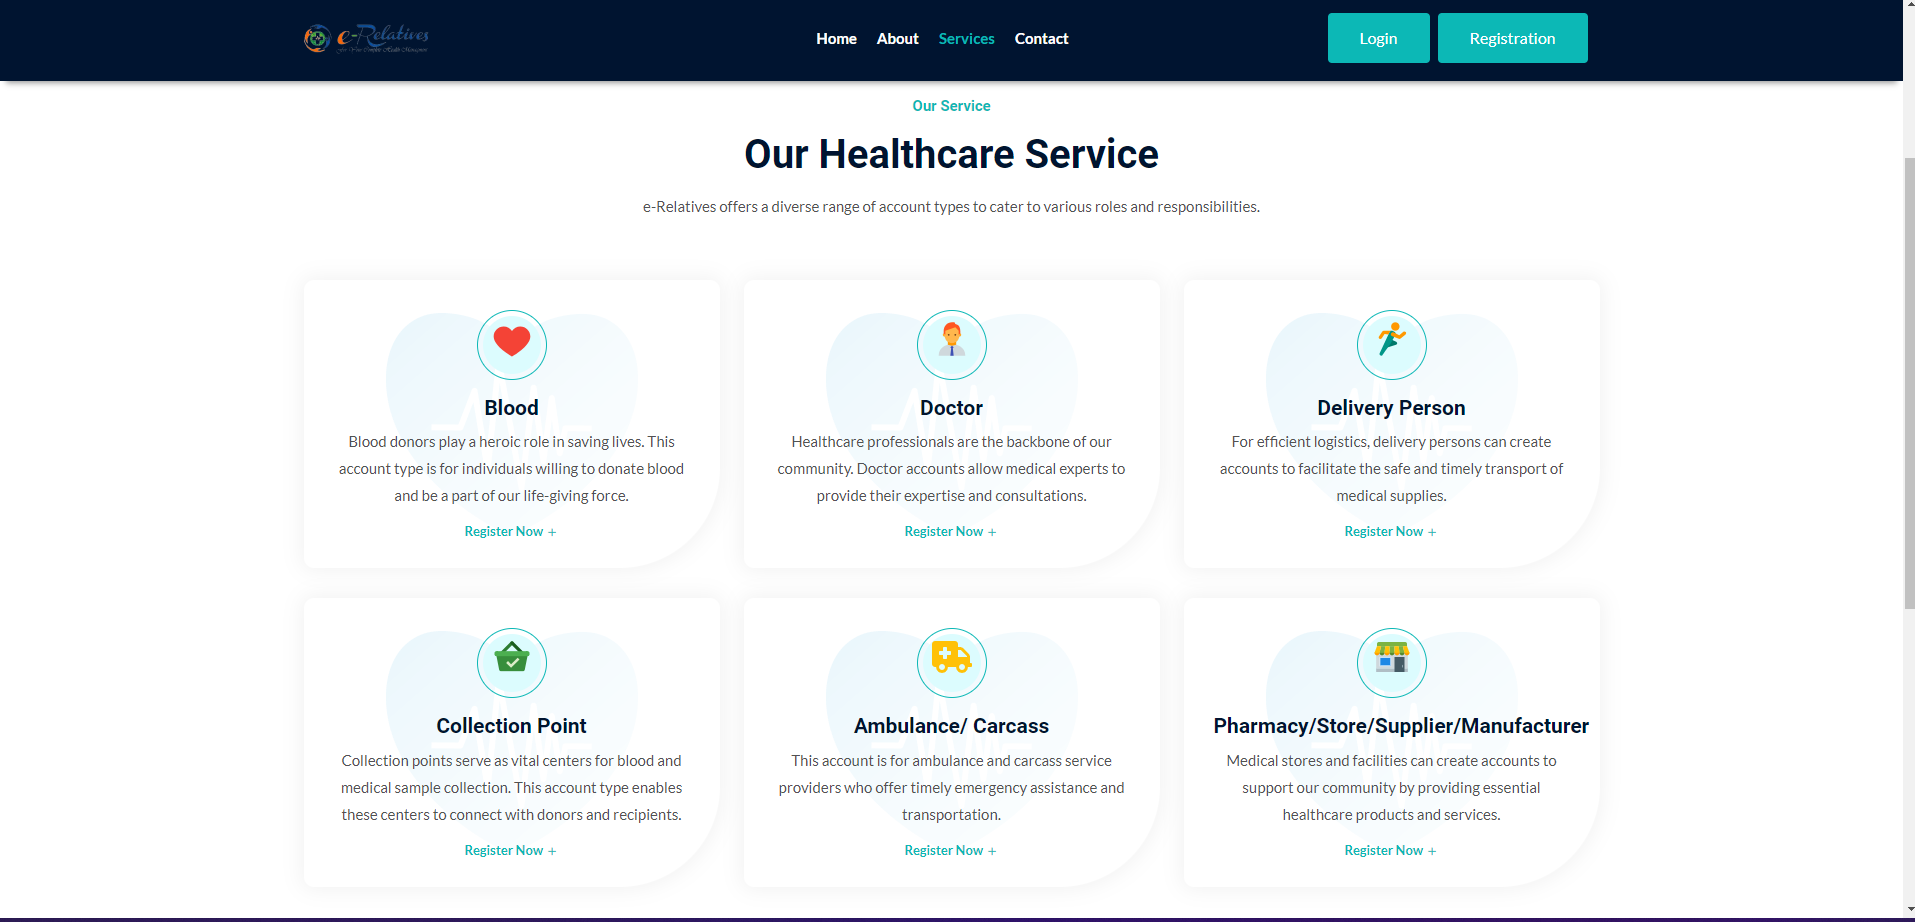 e-Relatives
Home About Services Contact
Login Registration
Our Service
Our Healthcare Service
e-Relatives offers a diverse range of account types to cater to various roles and responsibilities.
Blood
Blood donors play a heroic role in saving lives. This
account type is for individuals willing to donate blood
and be a part of our life-giving force.
Register Now +
Doctor
Healthcare professionals are the backbone of our
community. Doctor accounts allow medical experts to
provide their expertise and consultations.
Register Now +
Delivery Person
For efficient logistics, delivery persons can create
accounts to facilitate the safe and timely transport of
medical supplies.
Register Now +
Collection Point
Collection points serve as vital centers for blood and
medical sample collection. This account type enables
these centers to connect with donors and recipients.
Register Now +
Ambulance/ Carcass
This account is for ambulance and carcass service
providers who offer timely emergency assistance and
transportation.
Register Now +
Pharmacy/Store/Supplier/Manufacturer
Medical stores and facilities can create accounts to
support our community by providing essential
healthcare products and services.
Register Now +